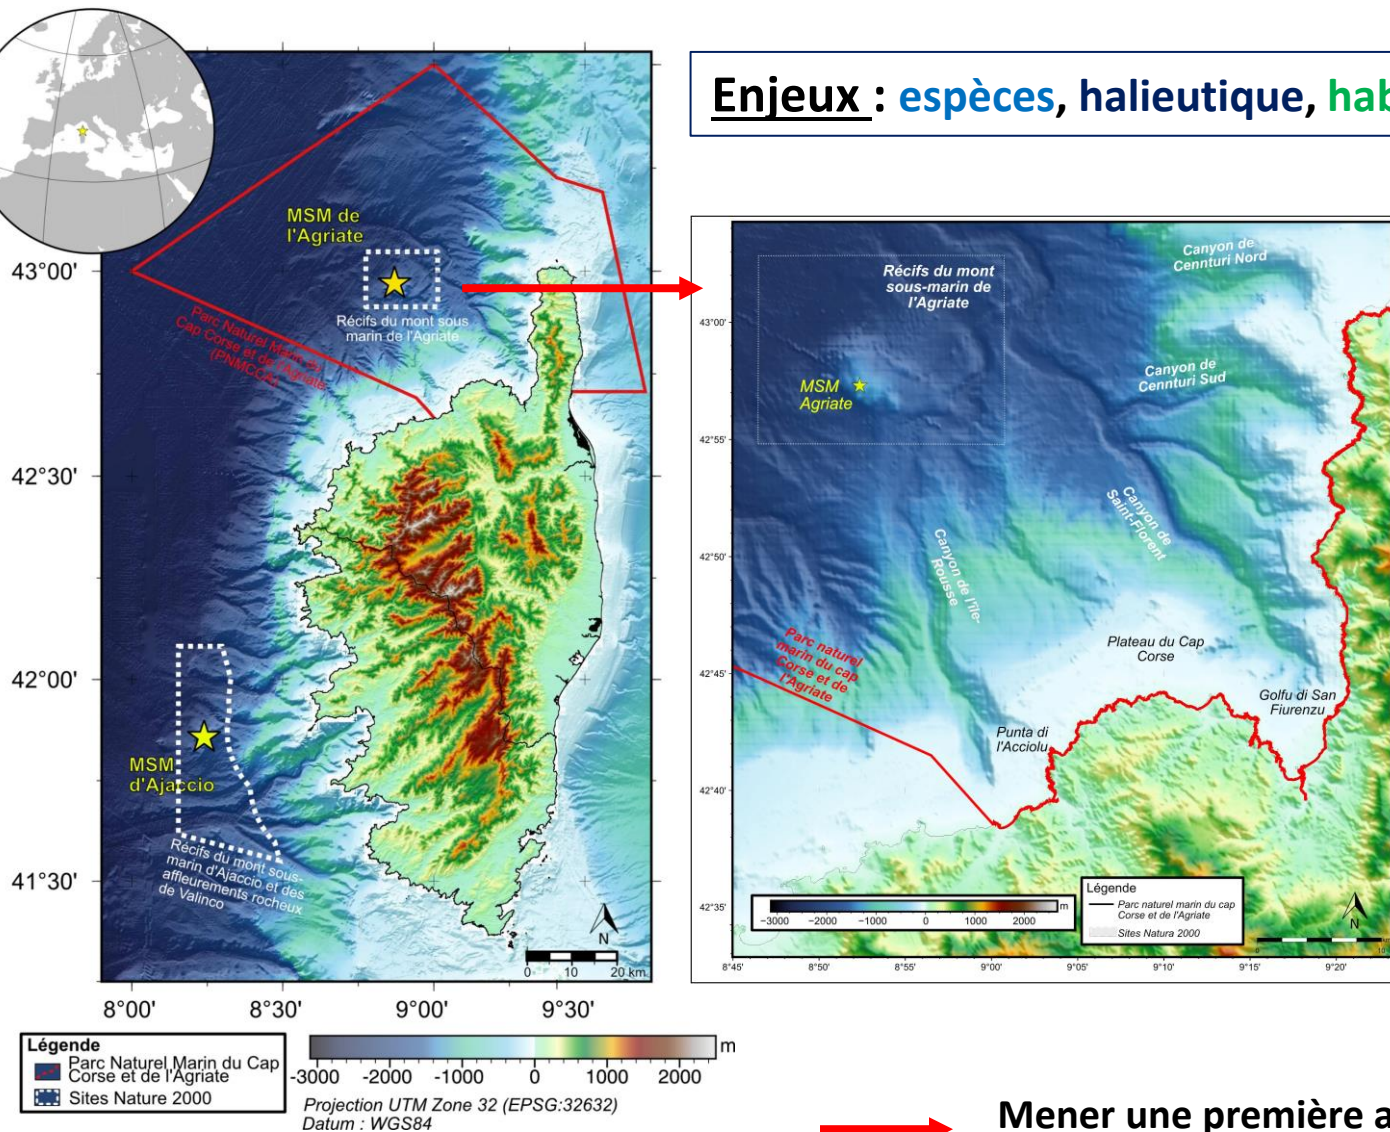 Enjeux : espèces, halieutique, hab
MSM de
l'Agriate
Récifs du mont sous
marin de l'Agriate
Parc Naturel Marin du
Cap Corse et de l'Agriate
(PNMCCA)
MSM
d'Ajaccio
Récifs du mont sous-
marin d'Ajaccio et des
affleurements rocheux
de Valinco
43°00'
42°30'
42°00'
41°30'
8°00' 8°30' 9°00' 9°30'
N
0 10 20 km
Légende
Parc Naturel Marin du Cap
Corse et de l'Agriate
Sites Nature 2000
-3000 -2000 -1000 0 1000 2000 m
Projection UTM Zone 32 (EPSG:32632)
Datum : WGS84
Récifs du mont
sous-marin de
l'Agriate
Canyon de
Cennturi Nord
MSM
Agriate
Canyon de
Cennturi Sud
Canyon de
Saint-Florent
Canyon de l'île-
Rousse
Parc naturel
marin du cap
Corse et de
l'Agriate
Plateau du Cap
Corse
Golfu di San
Fiurenzu
Punta di
l'Acciolu
43°00'
42°55'
42°50'
42°45'
42°40'
42°35'
−3000 −2000 −1000 0 1000 2000 m
Légende
Parc naturel marin du cap
Corse et de l'Agriate
Sites Natura 2000
N
8°45' 8°50' 8°55' 9°00' 9°05' 9°10' 9°15' 9°20'
Mener une première a